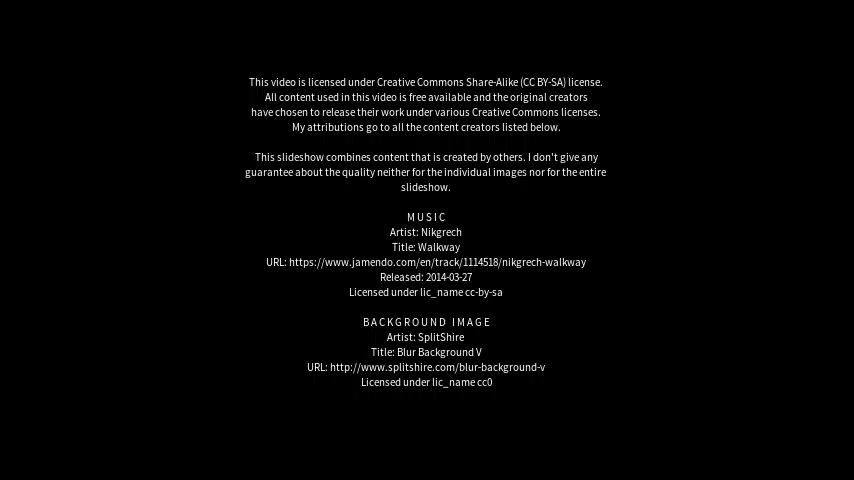 This video is licensed under Creative Commons Share-Alike (CC BY-SA) license.
All content used in this video is free available and the original creators
have chosen to release their work under various Creative Commons licenses.
My attributions go to all the content creators listed below.
This slideshow combines content that is created by others. I don't give any
guarantee about the quality neither for the individual images nor for the entire
slideshow.
MUSIC
Artist: Nikgrech
Title: Walkway
URL: https://www.jamendo.com/en/track/1114518/nikgrech-walkway
Released: 2014-03-27
Licensed under lic_name cc-by-sa
BACKGROUND IMAGE
Artist: SplitShire
Title: Blur Background V
URL: http://www.splitshire.com/blur-background-v
Licensed under lic_name cc0